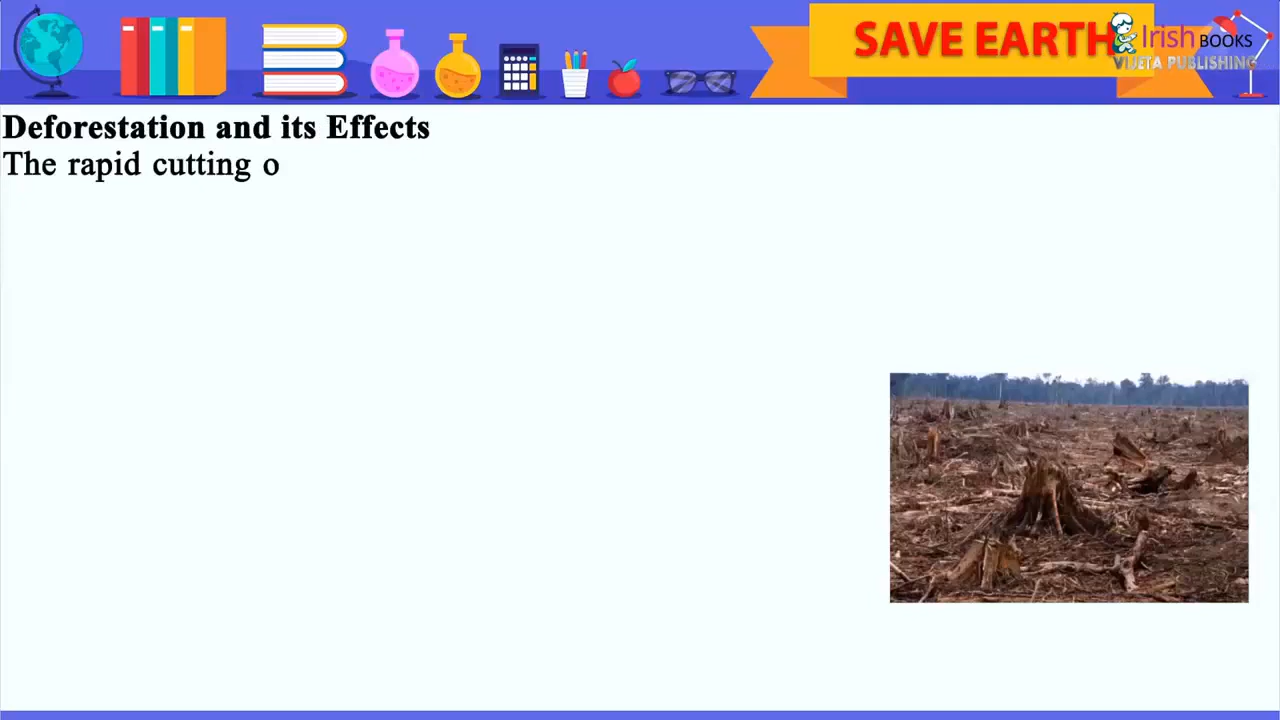 SAVE EARTH
Irish BOOKS
VIJETA PUBLISHING
Deforestation and its Effects
The rapid cutting o